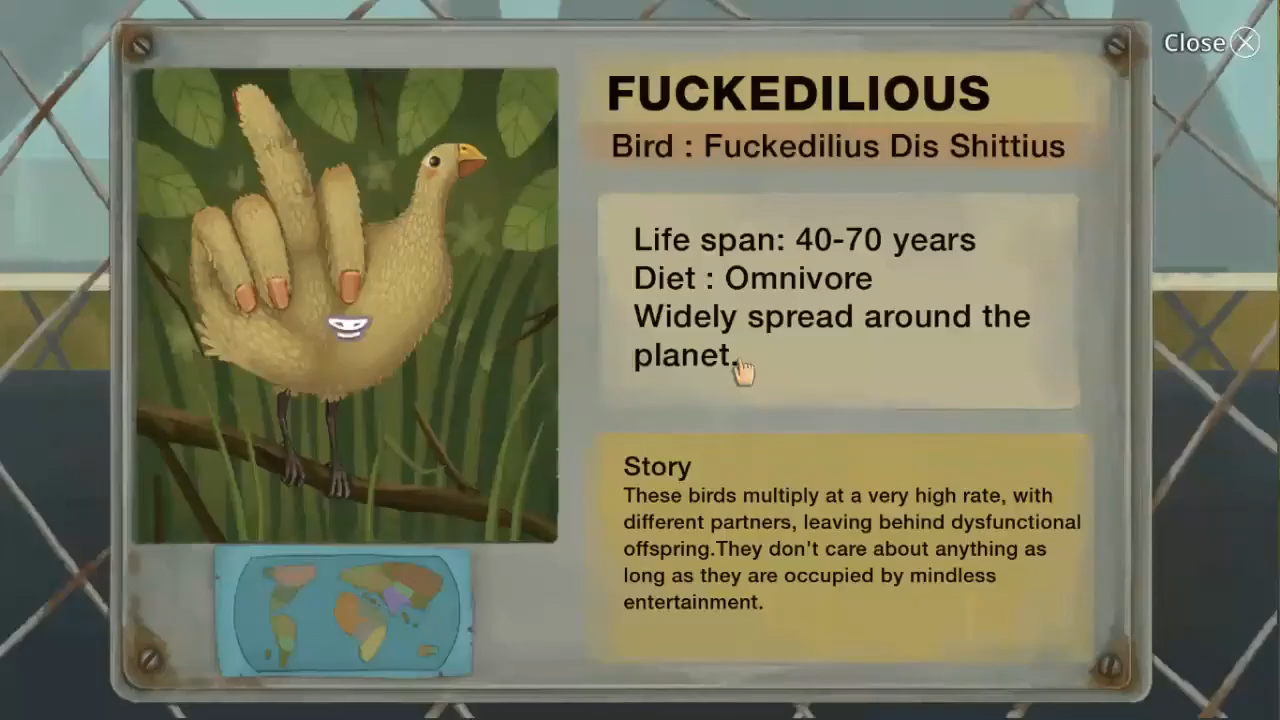 Close
FUCKEDILIOUS
Bird : Fuckedilius Dis Shittius
Life span: 40-70 years
Diet : Omnivore
Widely spread around the
planet.
Story
These birds multiply at a very high rate, with
different partners, leaving behind dysfunctional
offspring.They don't care about anything as
long as they are occupied by mindless
entertainment.